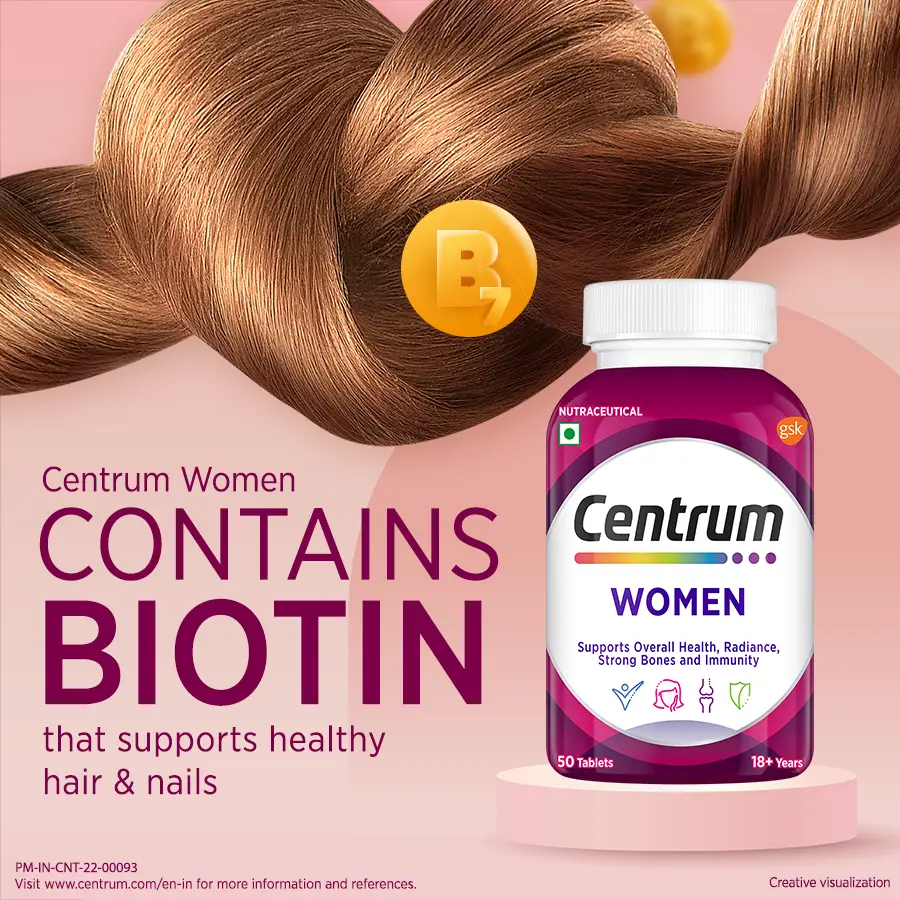 B7
NUTRACEUTICAL
gsk
Centrum
WOMEN
Supports Overall Health, Radiance,
Strong Bones and Immunity
50 Tablets
18+ Years
Centrum Women
CONTAINS
BIOTIN
that supports healthy
hair & nails
PM-IN-CNT-22-00093
Visit www.centrum.com/en-in for more information and references.
Creative visualization